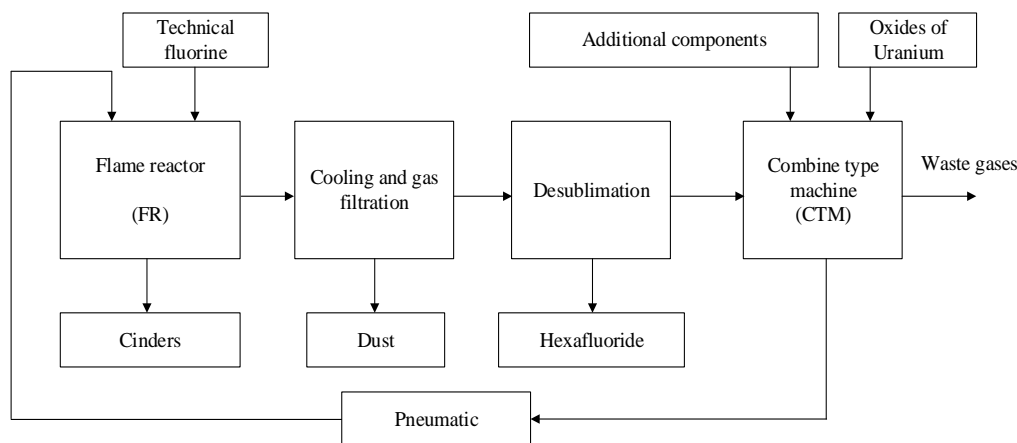 Technical
fluorine
Additional components
Oxides of
Uranium
Flame reactor
(FR)
Cooling and gas
filtration
Desublimation
Combine type
machine
(CTM)
Waste gases
Cinders
Dust
Hexafluoride
Pneumatic